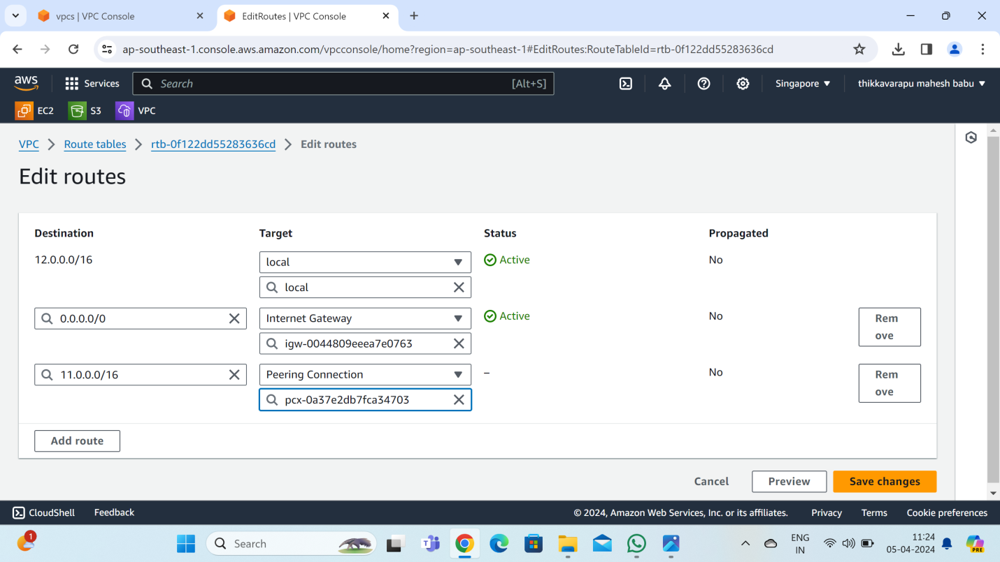 vpcs | VPC Console
EditRoutes | VPC Console
ap-southeast-1.console.aws.amazon.com/vpcconsole/home?region=ap-southeast-1#EditRoutes:RouteTableId=rtb-0f122dd55283636cd
aws Services Search [Alt+S] Singapore thikkavarapu mahesh babu
EC2 S3 VPC
VPC Route tables rtb-0f122dd55283636cd Edit routes
Edit routes
Destination Target Status Propagated
12.0.0.0/16 local Active No
local
0.0.0.0/0 Internet Gateway Active No Rem
ove
igw-0044809eeea7e0763
11.0.0.0/16 Peering Connection – No Rem
ove
pcx-0a37e2db7fca34703
Add route
Cancel Preview Save changes
CloudShell Feedback © 2024, Amazon Web Services, Inc. or its affiliates. Privacy Terms Cookie preferences
1 Search ENG 11:24
IN 05-04-2024 PRE